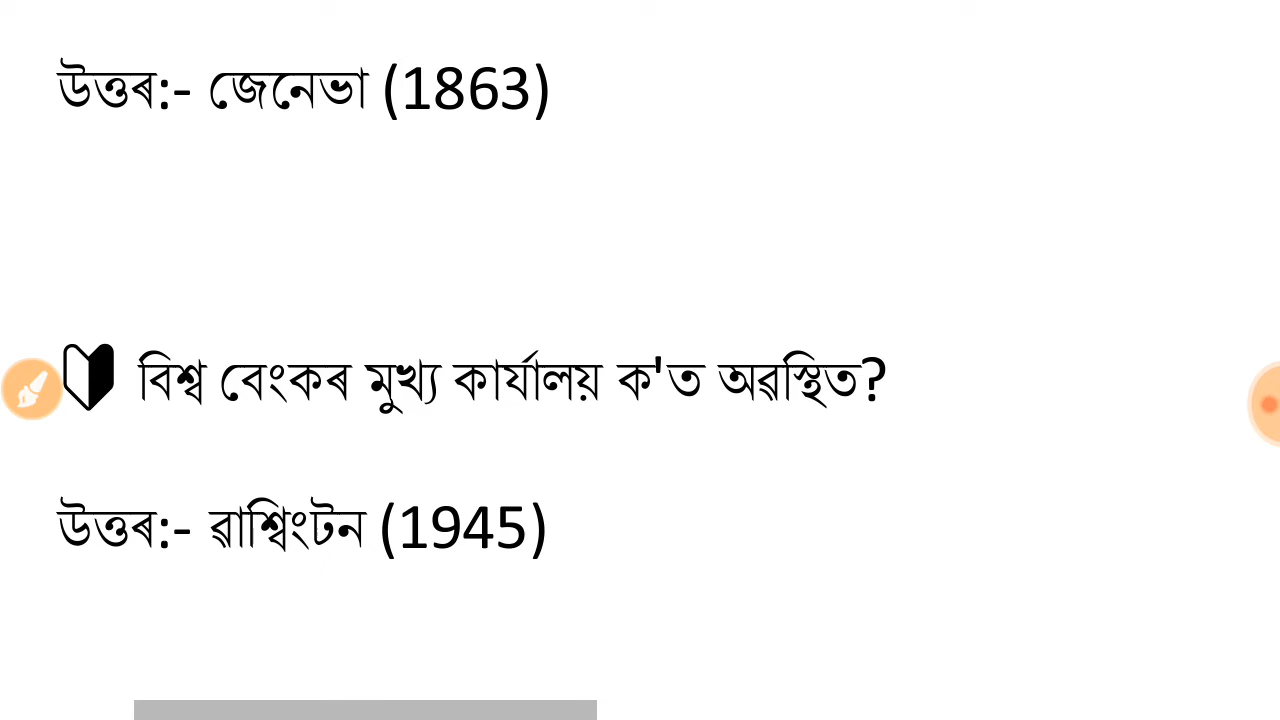 উত্তৰ:- জেনেভা (1863)
🔰 বিশ্ব বেংকৰ মুখ্য কাৰ্যালয় ক'ত অৱস্থিত?
উত্তৰ:- ৱাশ্বিংটন (1945)